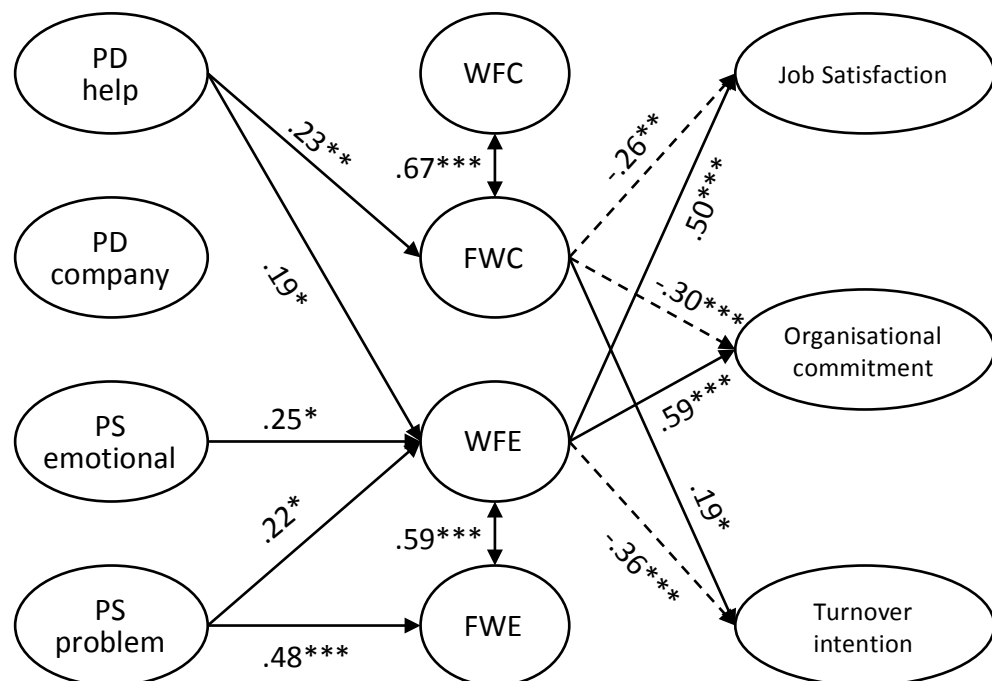 PD
help
WFC
Job Satisfaction
.23**
.67***
-.26**
.50***
PD
company
FWC
.19*
-.30***
Organisational
commitment
.59***
PS
emotional
.25*
WFE
.22*
.59***
.19*
-.36***
PS
problem
.48***
FWE
Turnover
intention